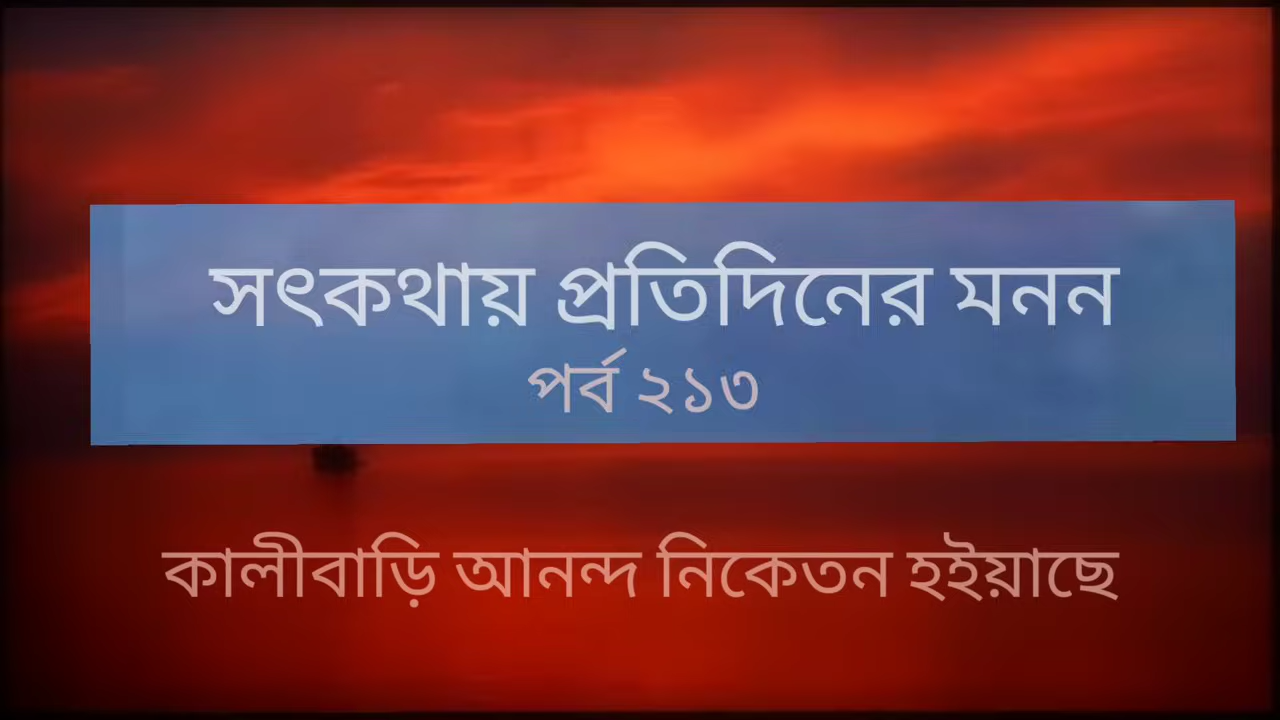 সৎকথায় প্রতিদিনের মনন
পর্ব ২১৩
কালীবাড়ি আনন্দ নিকেতন হইয়াছে